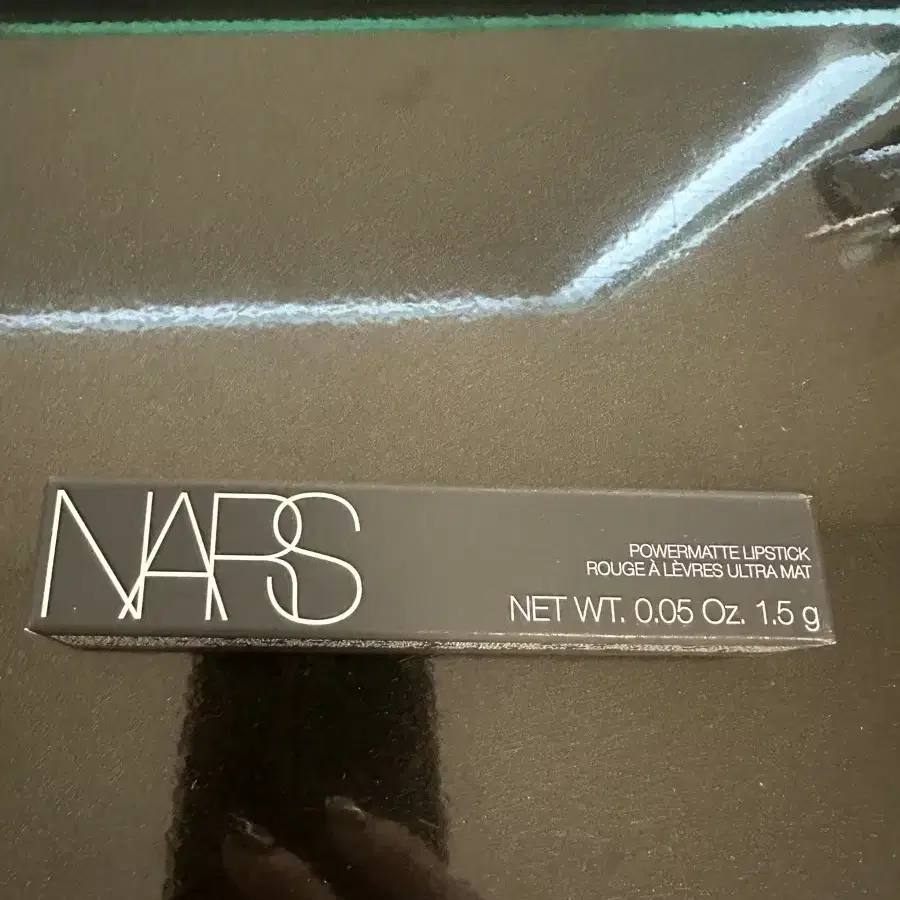 NARS
POWERMATTE LIPSTICK
ROUGE À LÈVRES ULTRA MAT
NET WT. 0.05 Oz. 1.5 g